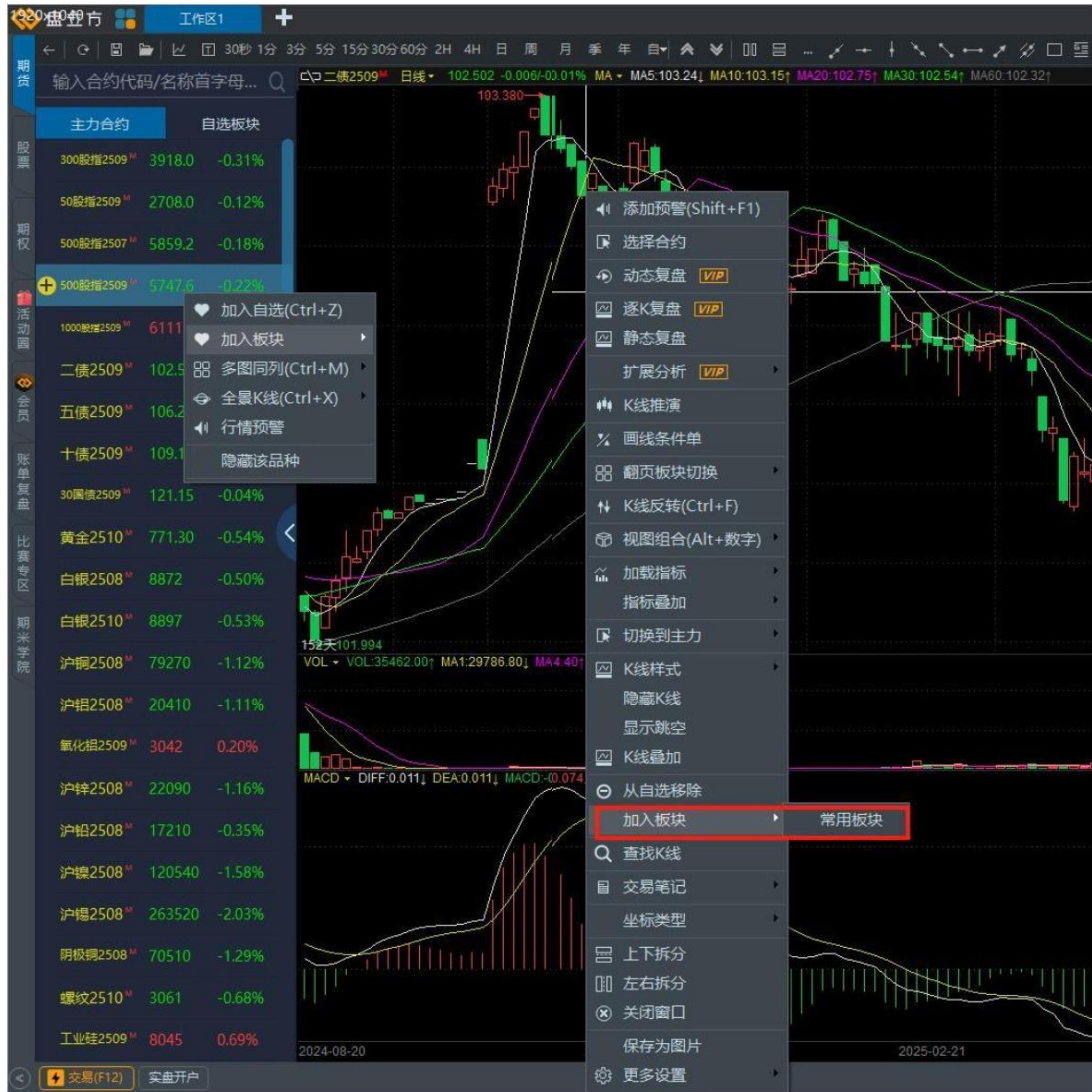 1920x1040
盘立方 工作区1
30秒 1分 3分 5分 15分 30分 60分 2H 4H 日 周 月 季 年 自
期货
股票
期权
活动圈
会员
账单复盘
比赛专区
期米学院
输入合约代码/名称首字母...
主力合约 自选板块
300股指2509 M 3918.0 -0.31%
50股指2509 M 2708.0 -0.12%
500股指2507 M 5859.2 -0.18%
500股指2509 M 5747.6 -0.22%
1000股指2509 M 6111
二债2509 M 102.5
五债2509 M 106.2
十债2509 M 109.1
30国债2509 M 121.15 -0.04%
黄金2510 M 771.30 -0.54%
白银2508 M 8872 -0.50%
白银2510 M 8897 -0.53%
沪铜2508 M 79270 -1.12%
沪铝2508 M 20410 -1.11%
氧化铝2509 M 3042 0.20%
沪锌2508 M 22090 -1.16%
沪铅2508 M 17210 -0.35%
沪镍2508 M 120540 -1.58%
沪锡2508 M 263520 -2.03%
阴极铜2508 M 70510 -1.29%
螺纹2510 M 3061 -0.68%
工业硅2509 M 8045 0.69%
加入自选(Ctrl+Z)
加入板块
多图同列(Ctrl+M)
全景K线(Ctrl+X)
行情预警
隐藏该品种
二债2509 M 日线 102.502 -0.006/-0.01% MA MA5:103.24↓ MA10:103.15↑ MA20:102.75↑ MA30:102.54↑ MA60:102.32↑
103.380
152天 101.994
VOL VOL:35462.00↑ MA1:29786.80↓ MA4.40↑
MACD DIFF:0.011↓ DEA:0.011↓ MACD:-0.074
添加预警(Shift+F1)
选择合约
动态复盘 VIP
逐K复盘 VIP
静态复盘
扩展分析 VIP
K线推演
画线条件单
翻页板块切换
K线反转(Ctrl+F)
视图组合(Alt+数字)
加载指标
指标叠加
切换到主力
K线样式
隐藏K线
显示跳空
K线叠加
从自选移除
加入板块 常用板块
查找K线
交易笔记
坐标类型
上下拆分
左右拆分
关闭窗口
保存为图片
更多设置
2024-08-20 2025-02-21
交易(F12) 实盘开户